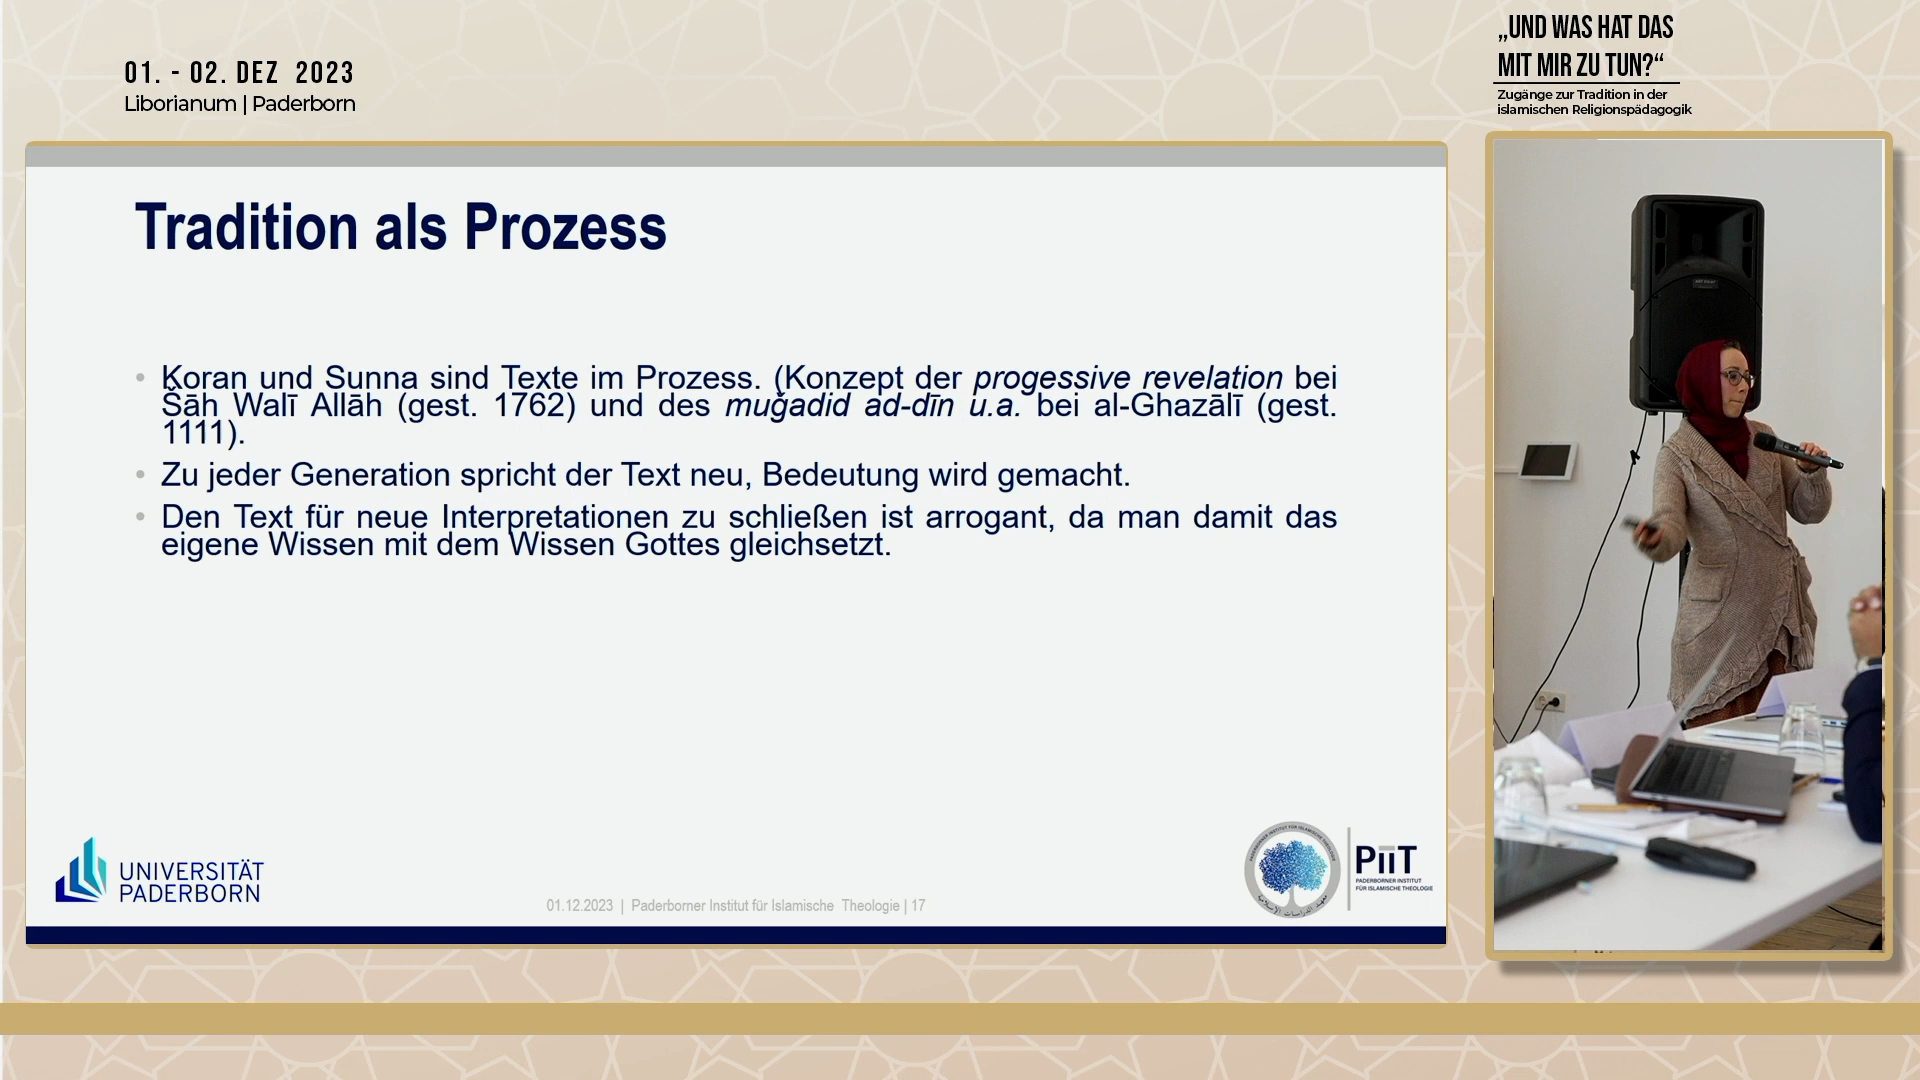 01. - 02. DEZ 2023
Liborianum | Paderborn
„UND WAS HAT DAS
MIT MIR ZU TUN?“
Zugänge zur Tradition in der
islamischen Religionspädagogik
Tradition als Prozess
• Koran und Sunna sind Texte im Prozess. (Konzept der progessive revelation bei
Šāh Walī Allāh (gest. 1762) und des muǧadid ad-dīn u.a. bei al-Ghazālī (gest.
1111).
• Zu jeder Generation spricht der Text neu, Bedeutung wird gemacht.
• Den Text für neue Interpretationen zu schließen ist arrogant, da man damit das
eigene Wissen mit dem Wissen Gottes gleichsetzt.
UNIVERSITÄT
PADERBORN
01.12.2023 | Paderborner Institut für Islamische Theologie | 17
PADERBORNER INSTITUT FÜR ISLAMISCHE THEOLOGIE
PiiT
PADERBORNER INSTITUT
FÜR ISLAMISCHE THEOLOGIE